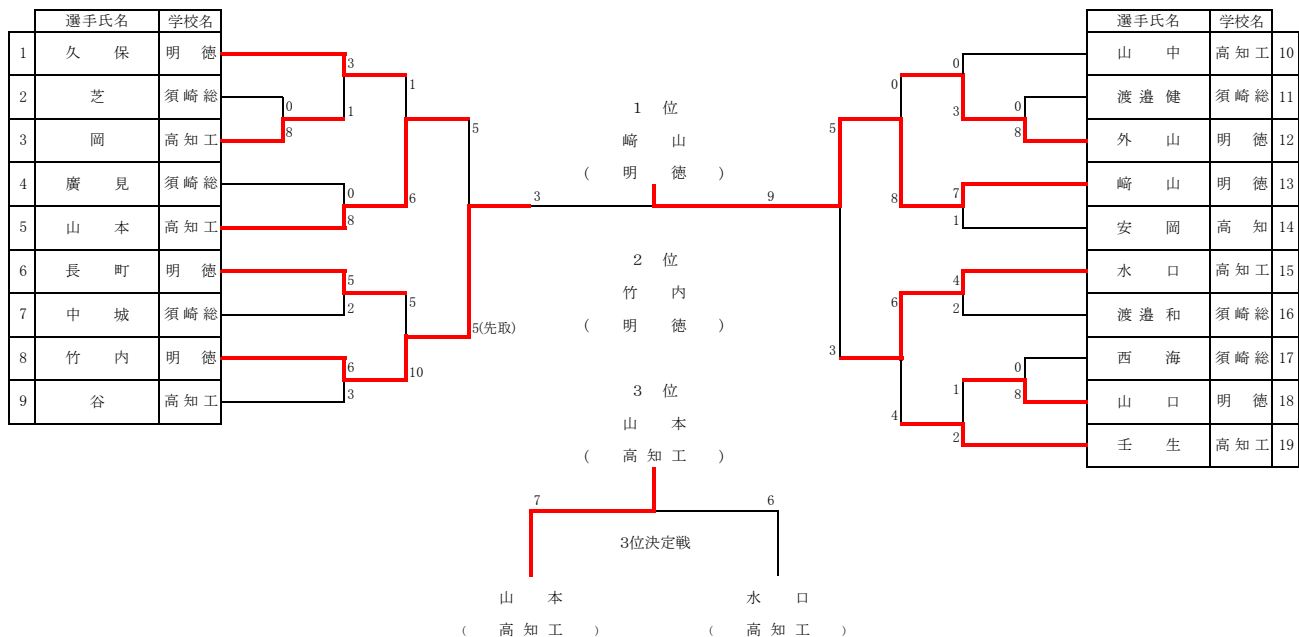 選手氏名 学校名
1 久保 明徳
2 芝 須崎総
3 岡 高知工
4 廣見 須崎総
5 山本 高知工
6 長町 明徳
7 中城 須崎総
8 竹内 明徳
9 谷 高知工
3
1
0
8
1
6
0
8
5
2
5
10
6
3
5
5(先取)
3
9
1 位
﨑 山
( 明 徳 )
2 位
竹 内
( 明 徳 )
3 位
山 本
( 高 知 工 )
7
6
3位決定戦
山 本
( 高 知 工 )
水 口
( 高 知 工 )
5
3
0
8
0
3
0
8
7
1
6
4
4
2
1
2
0
8
選手氏名 学校名
山中 高知工 10
渡邉健 須崎総 11
外山 明徳 12
﨑山 明徳 13
安岡 高知 14
水口 高知工 15
渡邉和 須崎総 16
西海 須崎総 17
山口 明徳 18
壬生 高知工 19